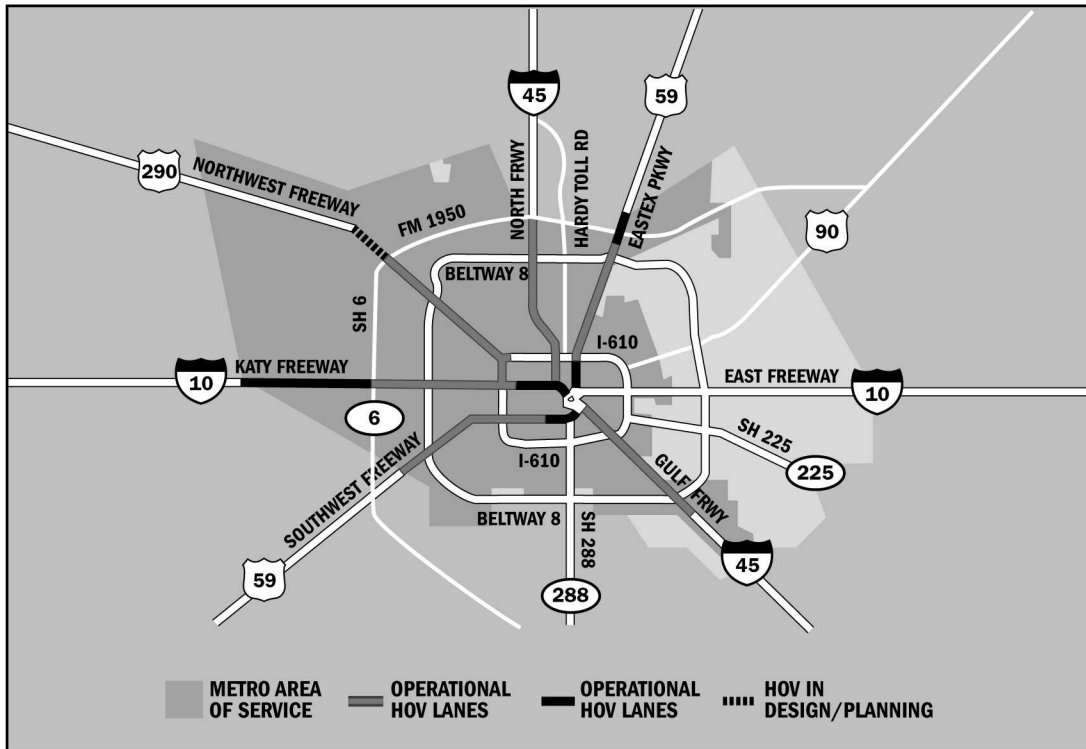 45
59
290
NORTHWEST FREEWAY
NORTH FRWY
HARDY TOLL RD
EASTEX PKWY
FM 1950
90
BELTWAY 8
SH 6
I-610
KATY FREEWAY
EAST FREEWAY
10
10
6
SH 225
225
I-610
GULF FRWY
SOUTHWEST FREEWAY
BELTWAY 8
SH 288
45
59
288
METRO AREA
OF SERVICE
OPERATIONAL
HOV LANES
OPERATIONAL
HOV LANES
HOV IN
DESIGN/PLANNING